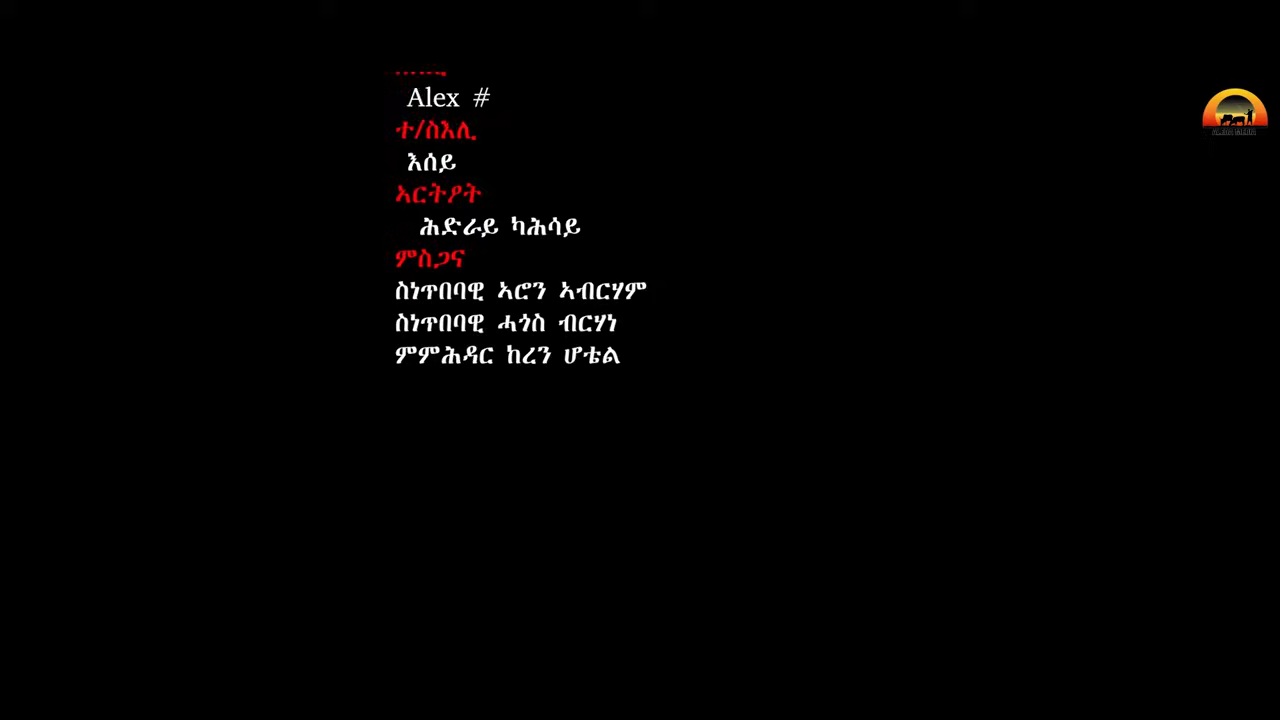 Alex #
ተ/ስእሊ
እሰይ
ኣርትዖት
ሕድራይ ካሕሳይ
ምስጋና
ስነጥበባዊ ኣሮን ኣብርሃም
ስነጥበባዊ ሓጎስ ብርሃነ
ምምሕዳር ከረን ሆቴል